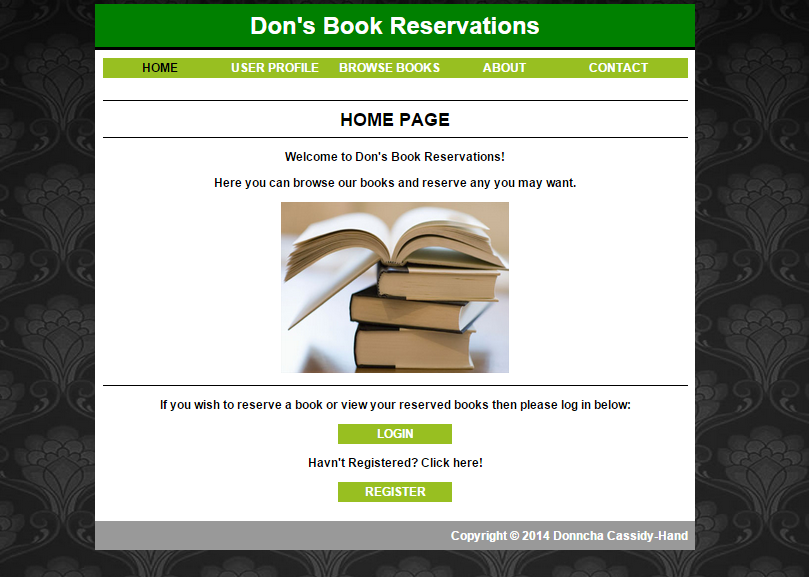 Don's Book Reservations
HOME USER PROFILE BROWSE BOOKS ABOUT CONTACT
HOME PAGE
Welcome to Don's Book Reservations!
Here you can browse our books and reserve any you may want.
If you wish to reserve a book or view your reserved books then please log in below:
LOGIN
Havn't Registered? Click here!
REGISTER
Copyright © 2014 Donncha Cassidy-Hand